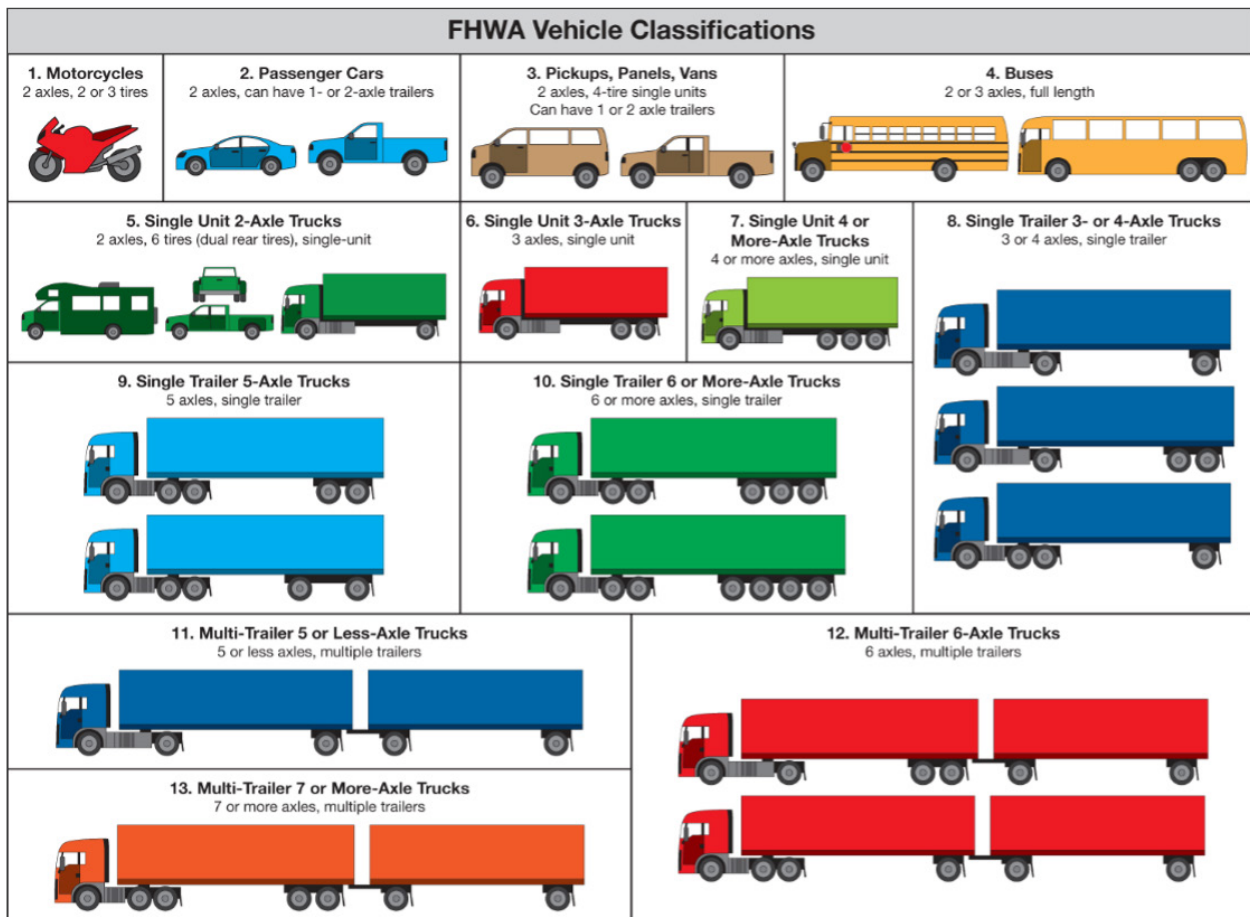 FHWA Vehicle Classifications
1. Motorcycles
2 axles, 2 or 3 tires
2. Passenger Cars
2 axles, can have 1- or 2-axle trailers
3. Pickups, Panels, Vans
2 axles, 4-tire single units
Can have 1 or 2 axle trailers
4. Buses
2 or 3 axles, full length
5. Single Unit 2-Axle Trucks
2 axles, 6 tires (dual rear tires), single-unit
6. Single Unit 3-Axle Trucks
3 axles, single unit
7. Single Unit 4 or
More-Axle Trucks
4 or more axles, single unit
8. Single Trailer 3- or 4-Axle Trucks
3 or 4 axles, single trailer
9. Single Trailer 5-Axle Trucks
5 axles, single trailer
10. Single Trailer 6 or More-Axle Trucks
6 or more axles, single trailer
11. Multi-Trailer 5 or Less-Axle Trucks
5 or less axles, multiple trailers
12. Multi-Trailer 6-Axle Trucks
6 axles, multiple trailers
13. Multi-Trailer 7 or More-Axle Trucks
7 or more axles, multiple trailers